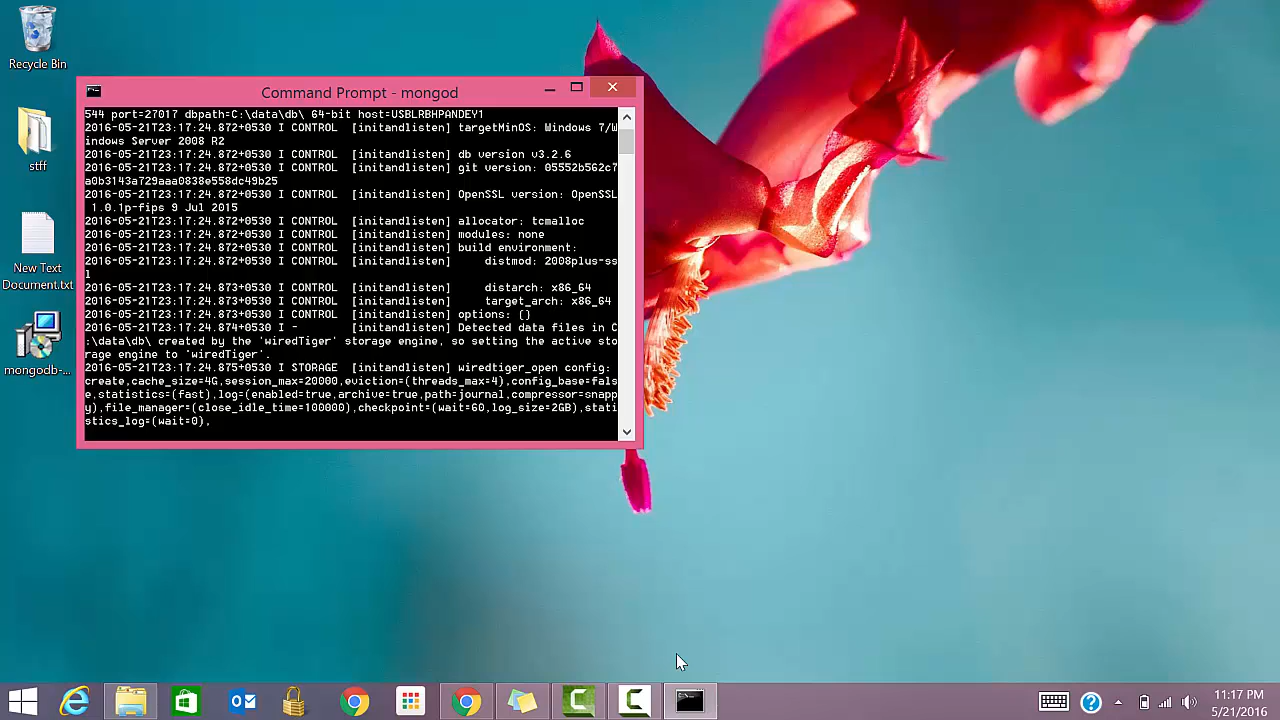 Recycle Bin
stff
New Text
Document.txt
mongodb-...
Command Prompt - mongod
544 port=27017 dbpath=C:\data\db\ 64-bit host=USBLRBHPANDEY1
2016-05-21T23:17:24.872+0530 I CONTROL [initandlisten] targetMinOS: Windows 7/W
indows Server 2008 R2
2016-05-21T23:17:24.872+0530 I CONTROL [initandlisten] db version v3.2.6
2016-05-21T23:17:24.872+0530 I CONTROL [initandlisten] git version: 05552b562c7
a0b3143a729aaa0838e558dc49b25
2016-05-21T23:17:24.872+0530 I CONTROL [initandlisten] OpenSSL version: OpenSSL
1.0.1p-fips 9 Jul 2015
2016-05-21T23:17:24.872+0530 I CONTROL [initandlisten] allocator: tcmalloc
2016-05-21T23:17:24.872+0530 I CONTROL [initandlisten] modules: none
2016-05-21T23:17:24.872+0530 I CONTROL [initandlisten] build environment:
2016-05-21T23:17:24.872+0530 I CONTROL [initandlisten] distmod: 2008plus-ss
l
2016-05-21T23:17:24.873+0530 I CONTROL [initandlisten] distarch: x86_64
2016-05-21T23:17:24.873+0530 I CONTROL [initandlisten] target_arch: x86_64
2016-05-21T23:17:24.873+0530 I CONTROL [initandlisten] options: {}
2016-05-21T23:17:24.874+0530 I - [initandlisten] Detected data files in C
:\data\db\ created by the 'wiredTiger' storage engine, so setting the active sto
rage engine to 'wiredTiger'.
2016-05-21T23:17:24.875+0530 I STORAGE [initandlisten] wiredtiger_open config:
create,cache_size=4G,session_max=20000,eviction=(threads_max=4),config_base=fals
e,statistics=(fast),log=(enabled=true,archive=true,path=journal,compressor=snapp
y),file_manager=(close_idle_time=100000),checkpoint=(wait=60,log_size=2GB),stati
stics_log=(wait=0),
11:17 PM
5/21/2016